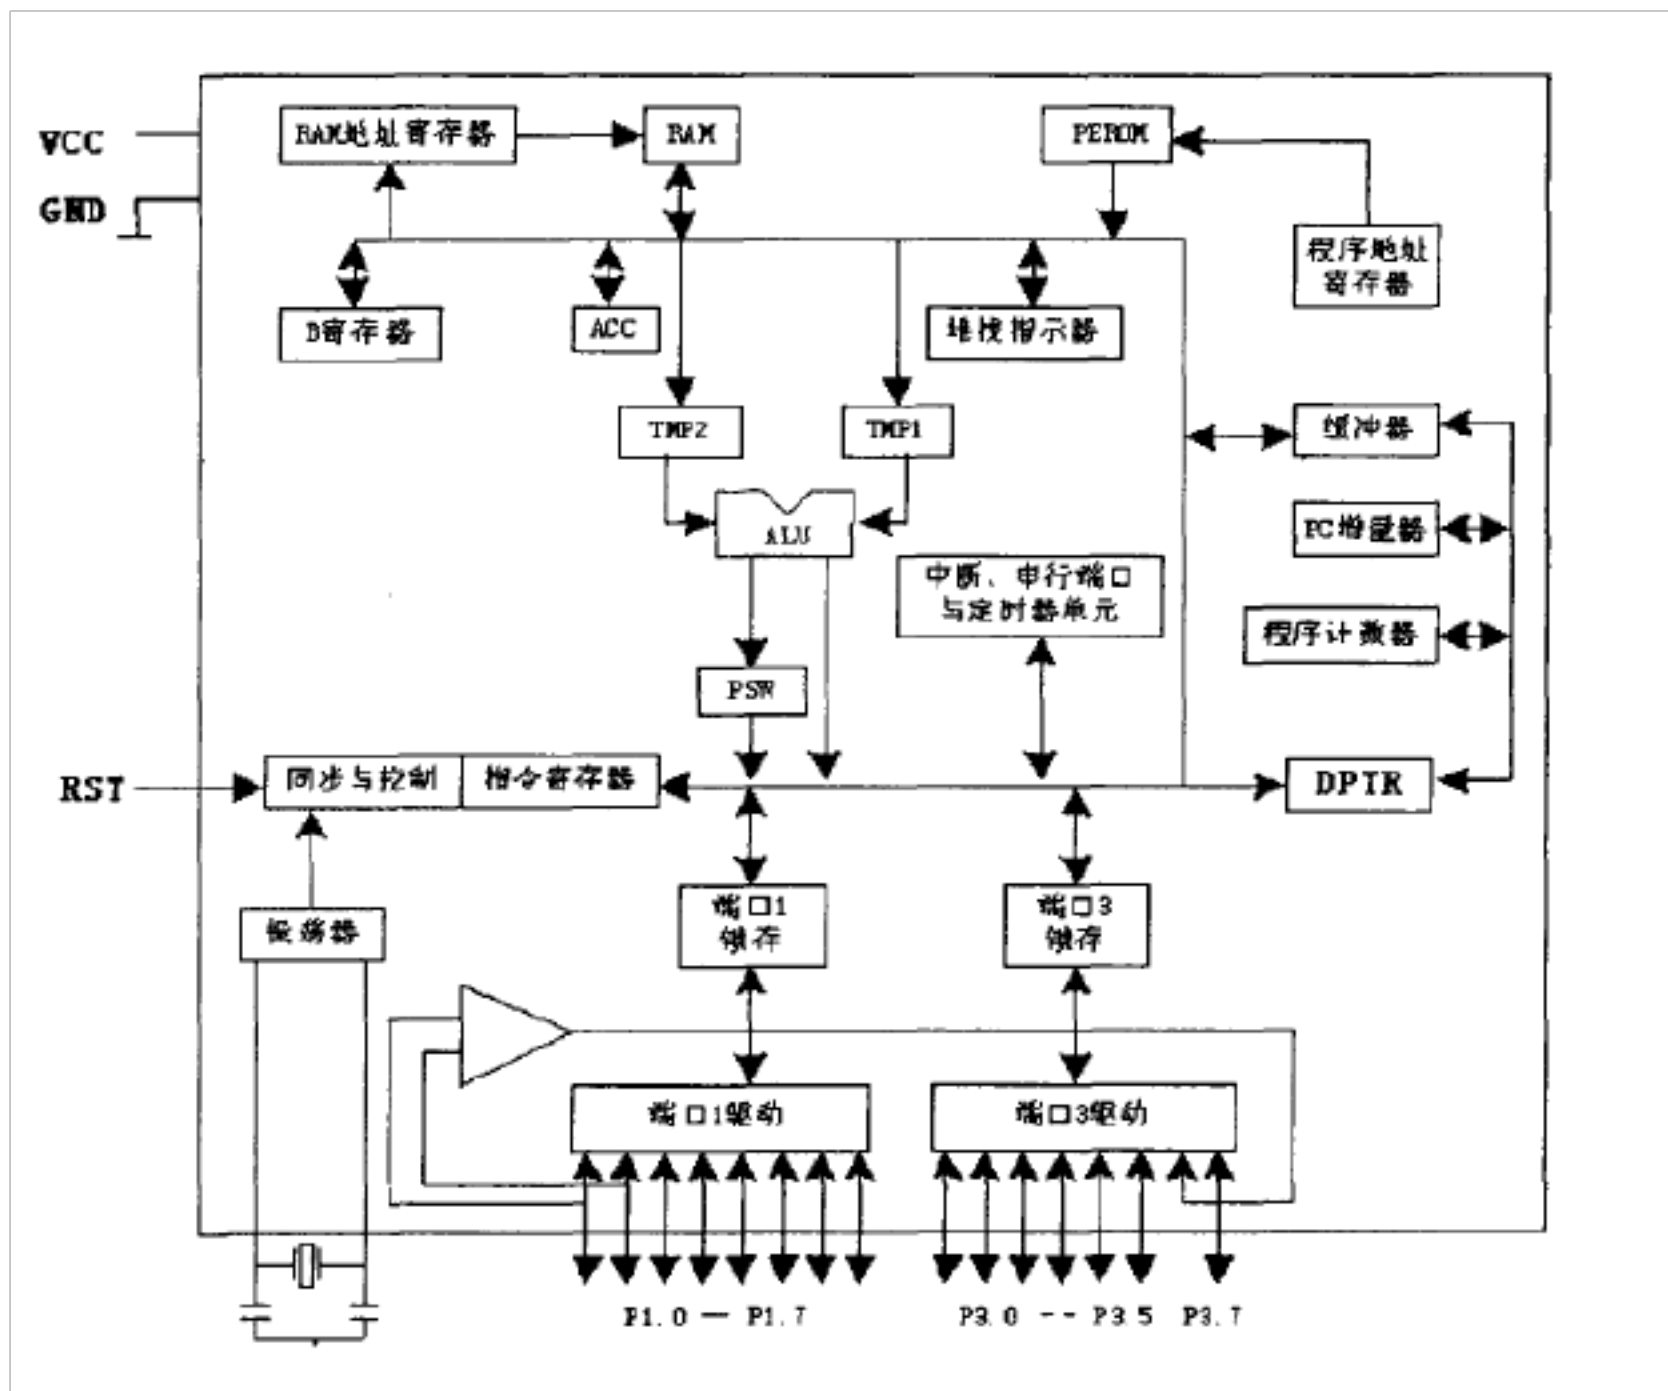 VCC
RAM地址寄存器
RAM
PEROM
GND
程序地址
寄存器
B寄存器
ACC
堆栈指示器
TMP2
TMP1
缓冲器
ALU
PC增量器
中断、串行端口
与定时器单元
程序计数器
PSW
RST
同步与控制
指令寄存器
DPTR
端口1
锁存
端口3
锁存
振荡器
端口1驱动
端口3驱动
P1.0 — P1.7
P3.0 -- P3.5 P3.7